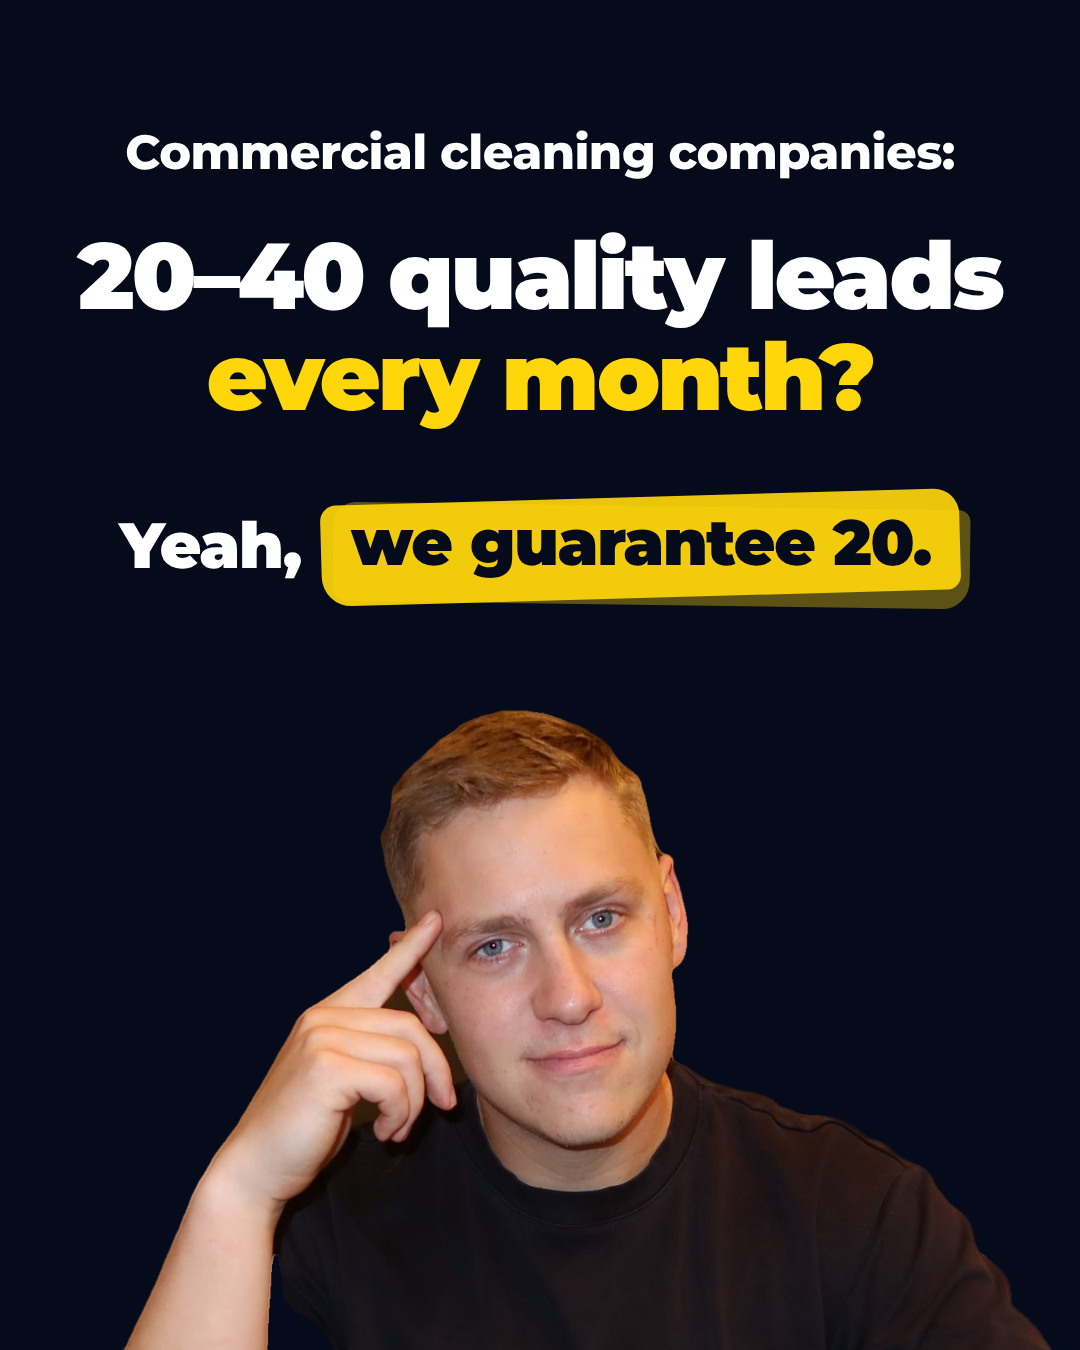 Commercial cleaning companies:
20–40 quality leads
every month?
Yeah, we guarantee 20.